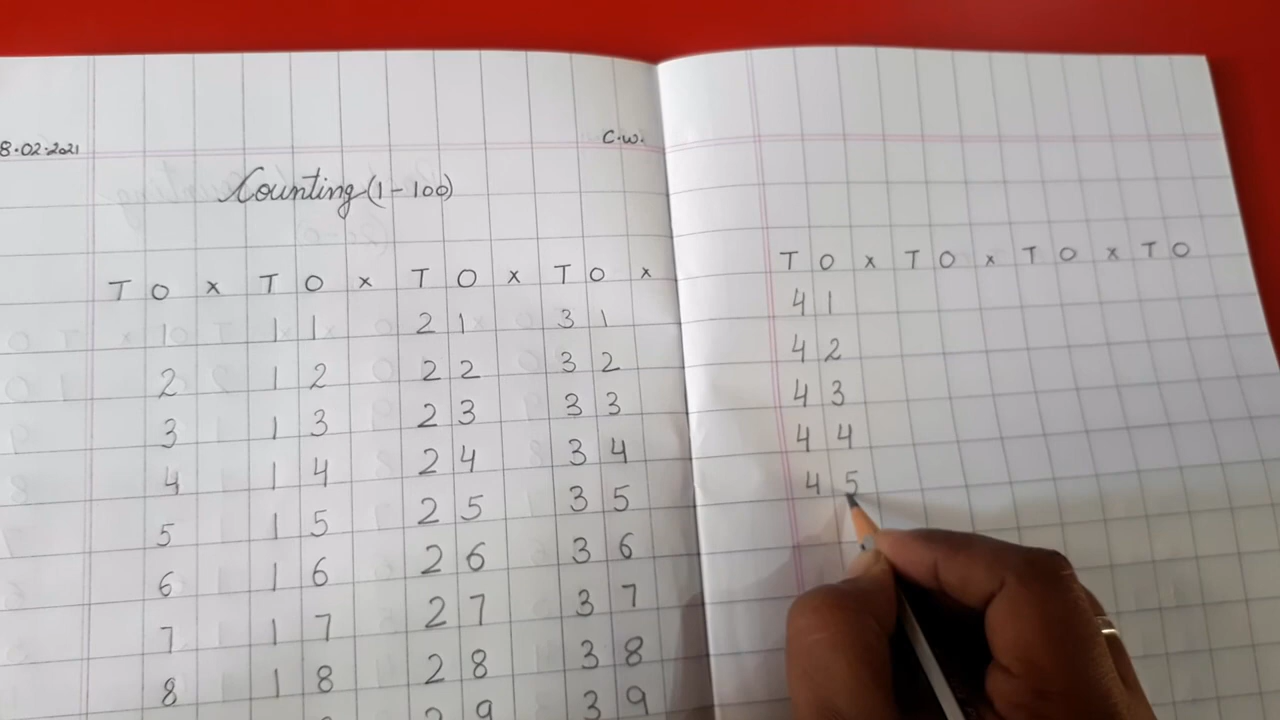 8.02.2021 C.W.
Counting (1-100)
T O x T O x T O x T O x
1 1 1 2 1 3 1
2 1 2 2 2 3 2
3 1 3 2 3 3 3
4 1 4 2 4 3 4
5 1 5 2 5 3 5
6 1 6 2 6 3 6
7 1 7 2 7 3 7
8 1 8 2 8 3 8
2 9 3 9
T O x T O x T O x T O
4 1
4 2
4 3
4 4
4 5